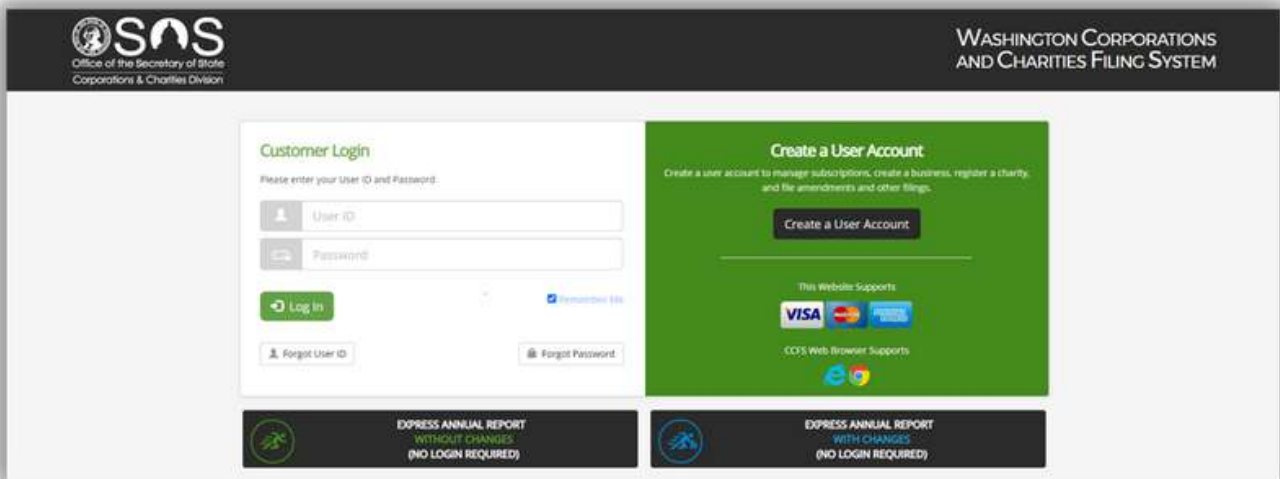 SOS
Office of the Secretary of State
Corporations & Charities Division
WASHINGTON CORPORATIONS
AND CHARITIES FILING SYSTEM
Customer Login
Please enter your User ID and Password
User ID
Password
Log In
Remember Me
Forgot User ID
Forgot Password
Create a User Account
Create a user account to manage subscriptions, create a business, register a charity,
and file amendments and other filings.
Create a User Account
This Website Supports
VISA
CCFS Web Browser Supports
EXPRESS ANNUAL REPORT
WITHOUT CHANGES
(NO LOGIN REQUIRED)
EXPRESS ANNUAL REPORT
WITH CHANGES
(NO LOGIN REQUIRED)